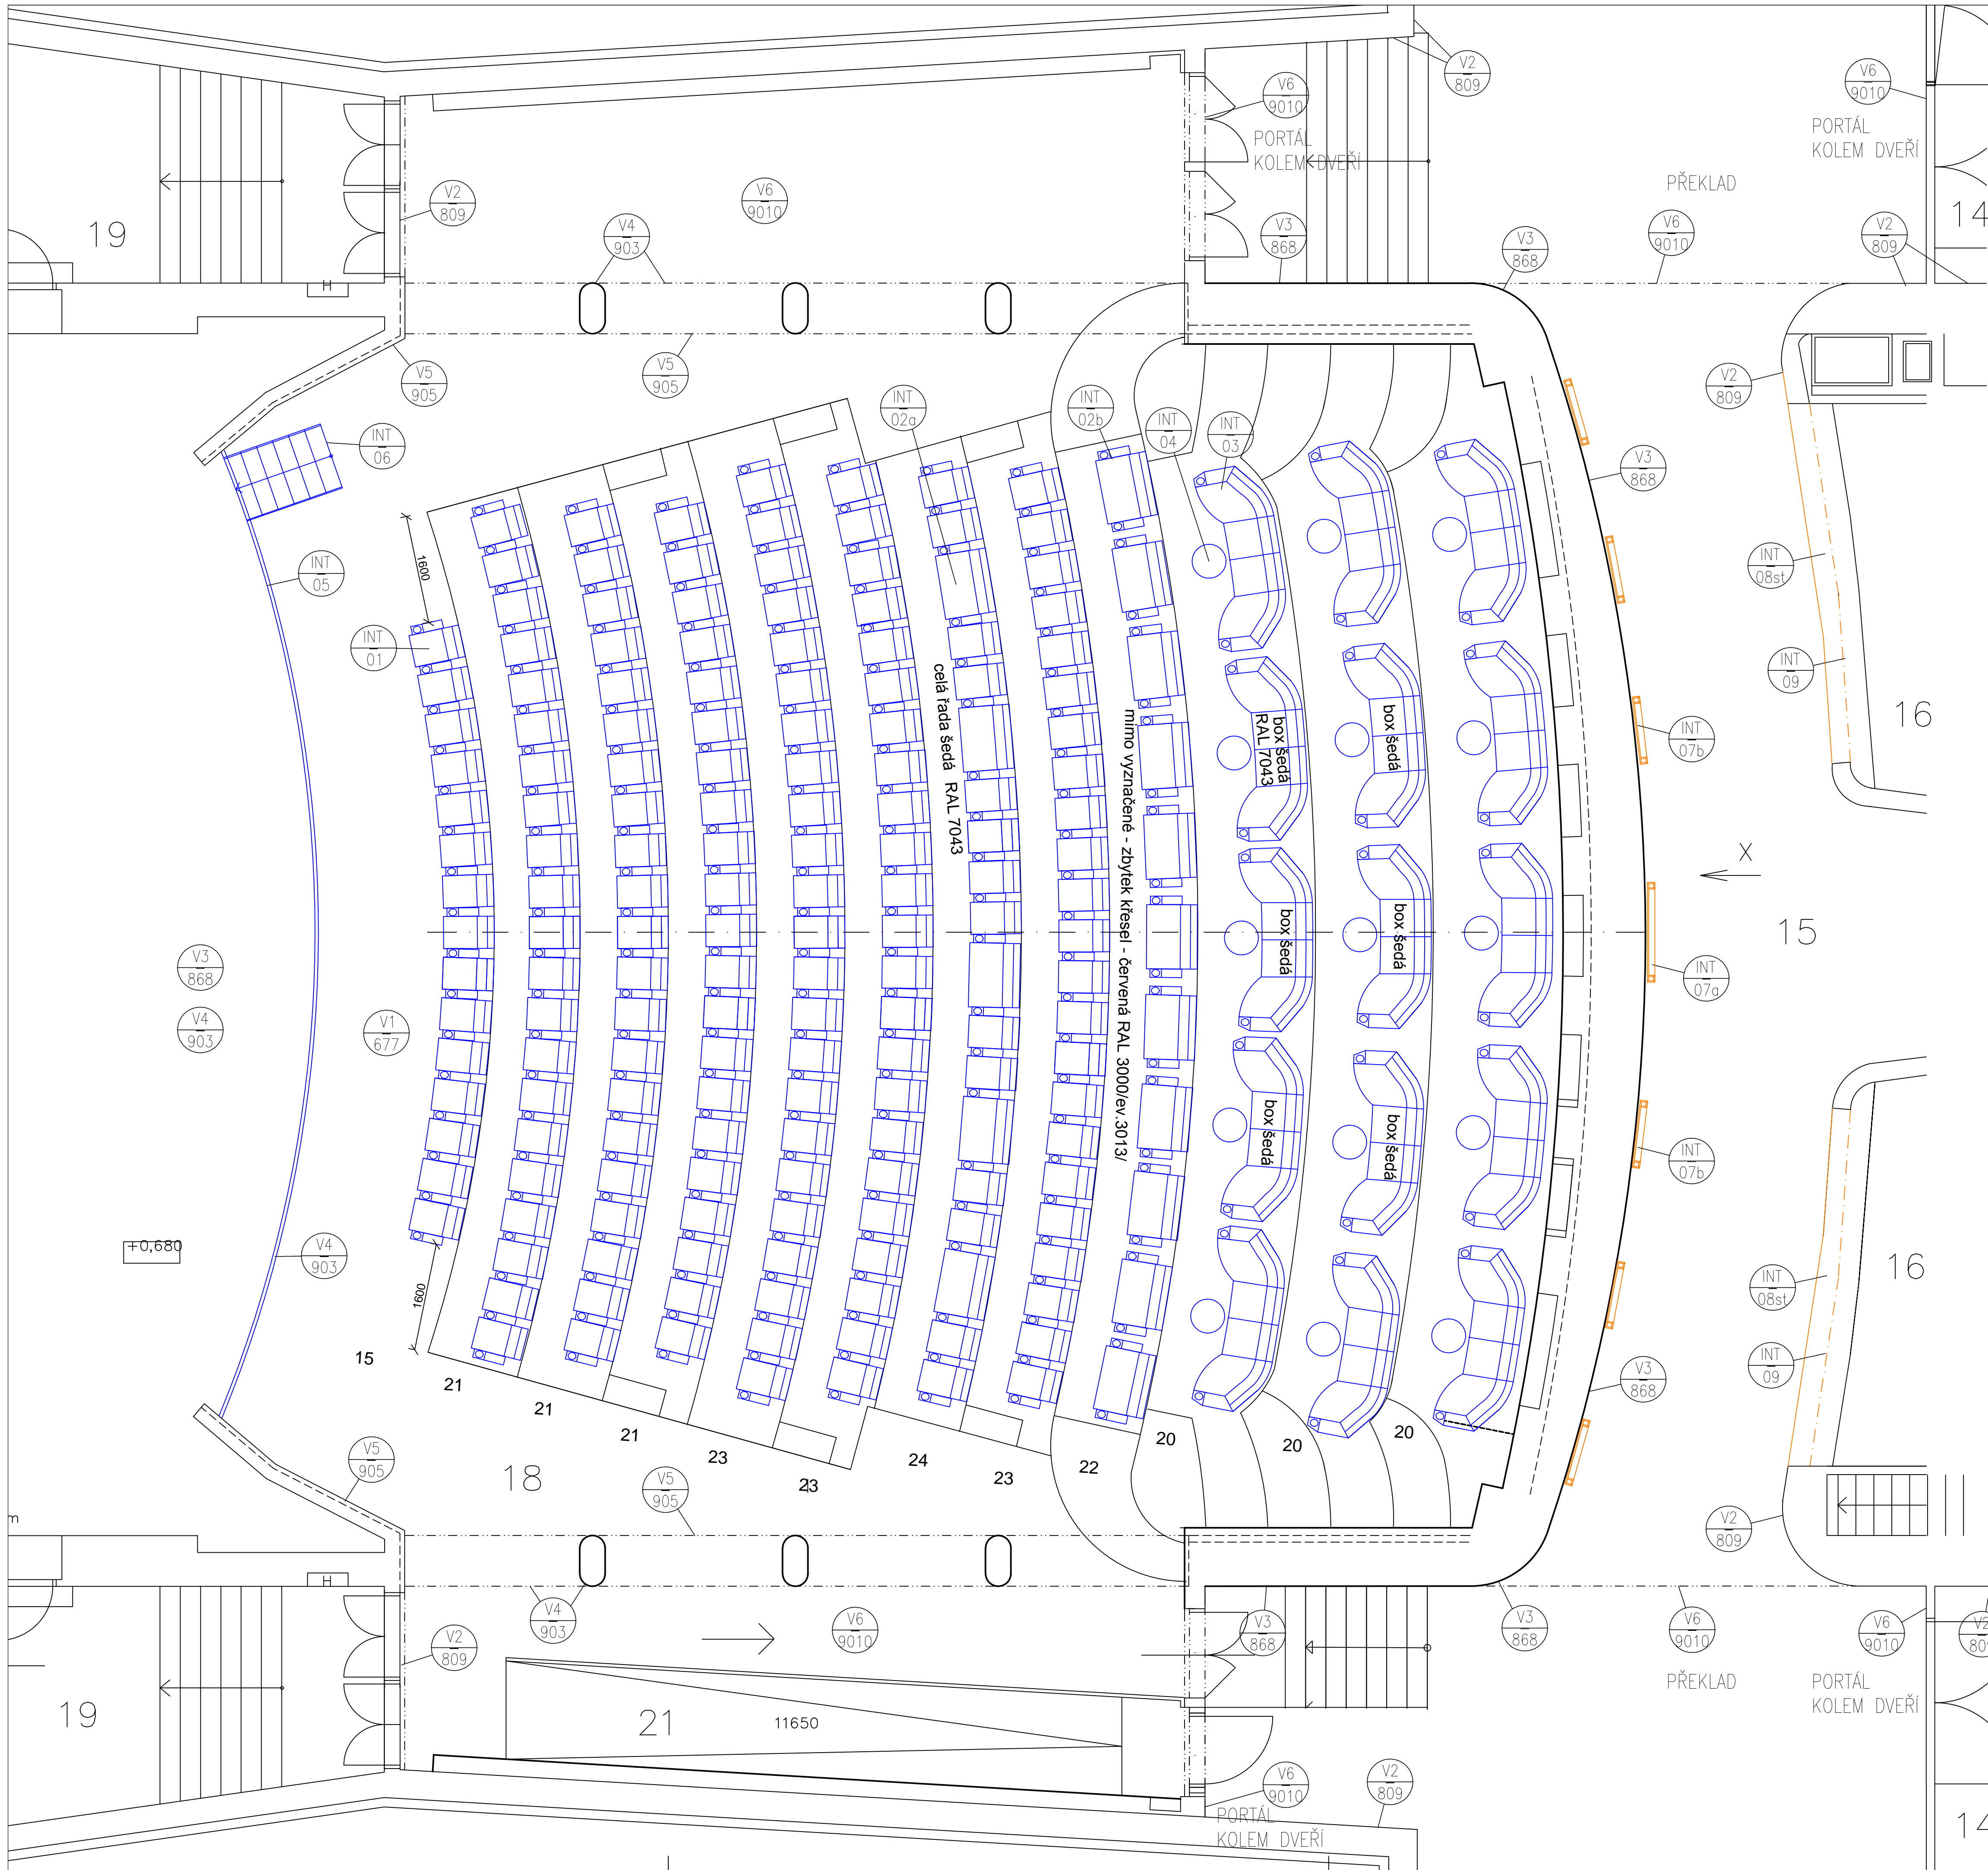 V2
809
V6
9010
PORTÁL
KOLEM DVEŘÍ
V6
9010
PORTÁL
KOLEM DVEŘÍ
PŘEKLAD
19
V2
809
V6
9010
V4
903
V3
868
V3
868
V6
9010
V2
809
14
H
V5
905
V5
905
V2
809
INT
02a
INT
02b
INT
04
INT
03
INT
06
V3
868
INT
05
1600
INT
01
INT
08st
INT
09
16
celá řada šedá RAL 7043
mimo vyznačené - zbytek křesel - červená RAL 3000/ev.3013/
box šedá
RAL 7043
box šedá
INT
07b
X
15
box šedá
box šedá
V3
868
V4
903
V1
677
INT
07a
box šedá
box šedá
INT
07b
+0,680
V4
903
1600
INT
08st
16
INT
09
V3
868
15
21
21
21
23
23
24
23
22
20
20
20
V5
905
18
V5
905
V2
809
m
H
V4
903
V6
9010
V2
809
V3
868
V3
868
V6
9010
V6
9010
PŘEKLAD
PORTÁL
KOLEM DVEŘÍ
19
21
11650
V6
9010
V2
809
PORTÁL
KOLEM DVEŘÍ
14